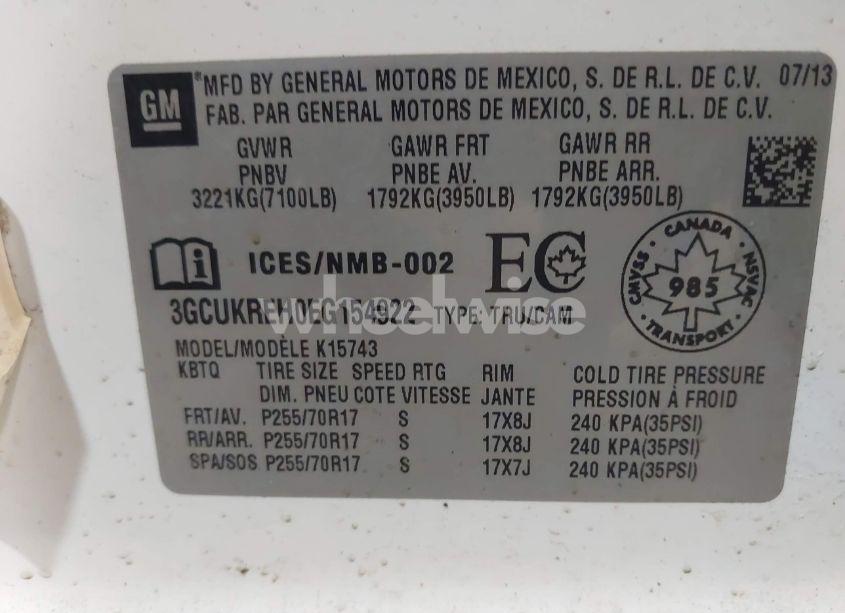 GM
*MFD BY GENERAL MOTORS DE MEXICO, S. DE R.L. DE C.V. 07/13
FAB. PAR GENERAL MOTORS DE MEXICO, S. DE R.L. DE C.V.
GVWR GAWR FRT GAWR RR
PNBV PNBE AV. PNBE ARR.
3221KG(7100LB) 1792KG(3950LB) 1792KG(3950LB)
i ICES/NMB-002 EC
CANADA
CMVSS 985 NSVAC
TRANSPORT
TYPE: TRU/CAM
wheelwise
MODEL/MODÈLE K15743
KBTQ TIRE SIZE SPEED RTG RIM COLD TIRE PRESSURE
DIM. PNEU COTE VITESSE JANTE PRESSION À FROID
FRT/AV. P255/70R17 S 17X8J 240 KPA(35PSI)
RR/ARR. P255/70R17 S 17X8J 240 KPA(35PSI)
SPA/SOS P255/70R17 S 17X7J 240 KPA(35PSI)